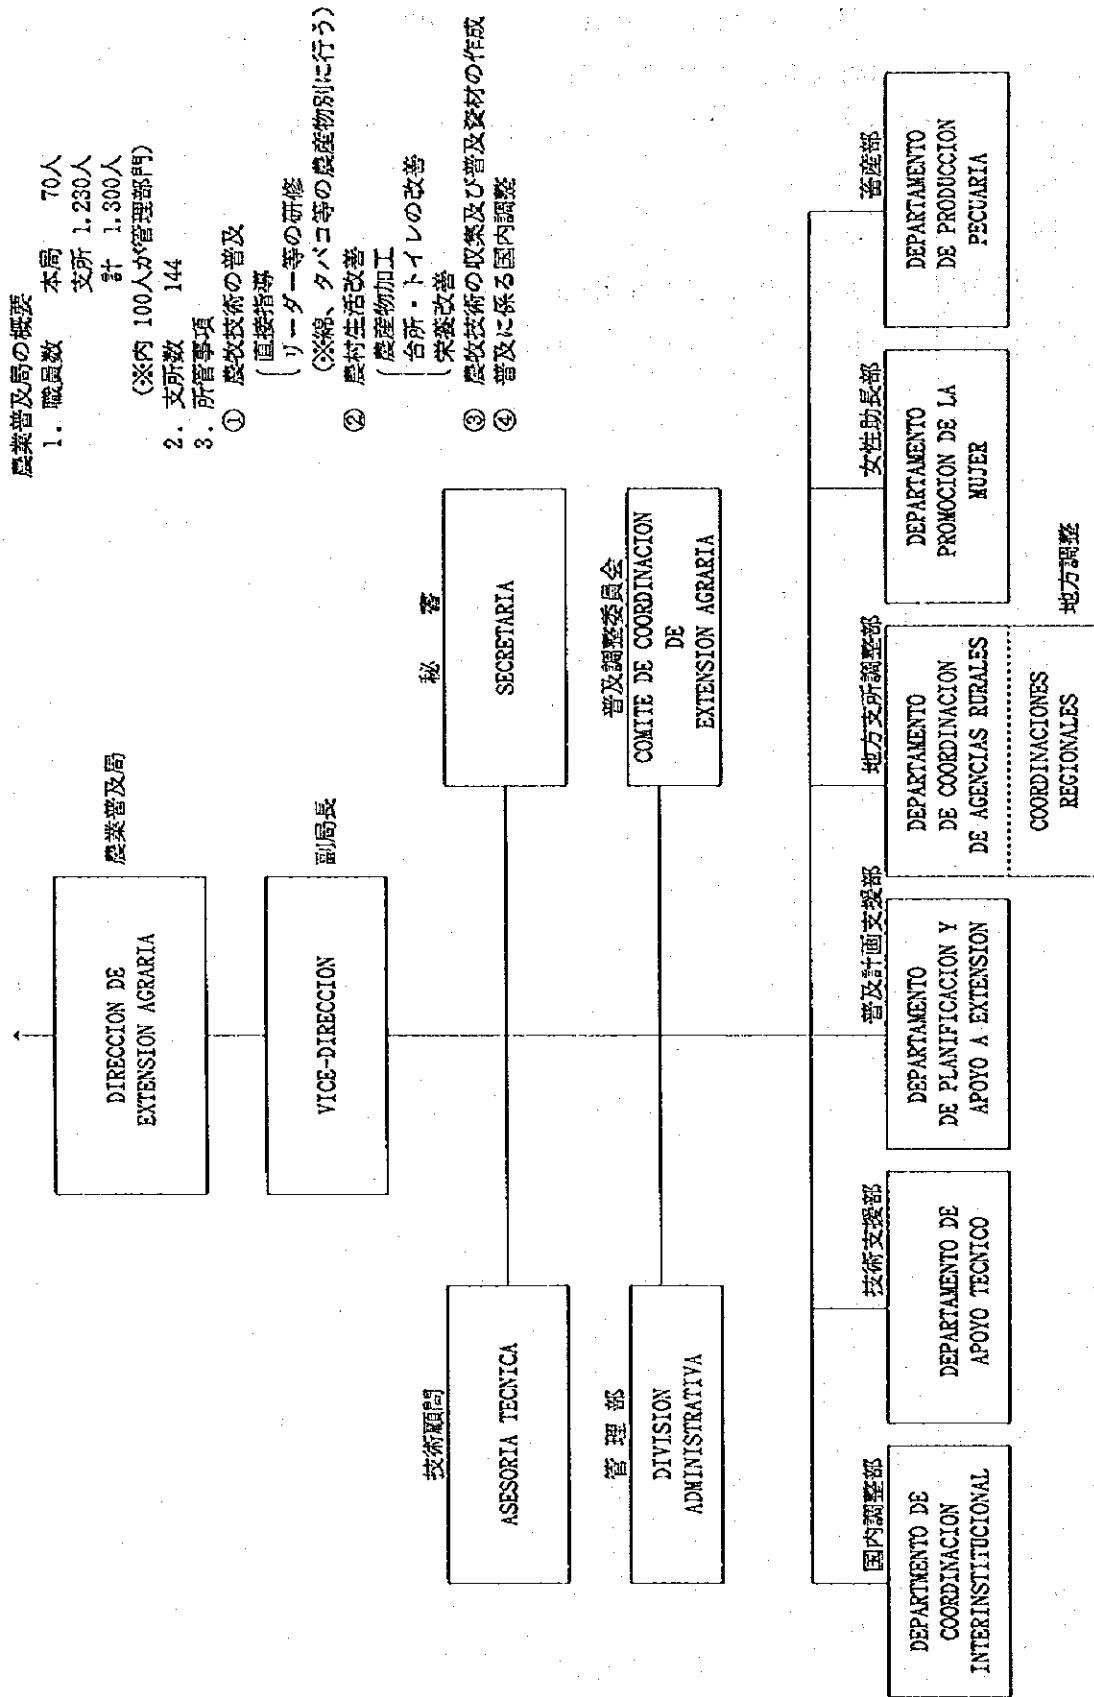 農業普及局の概要
1. 職員数 本局 70人
支所 1,230人
計 1,300人
(※内 100人が管理部門)
2. 支所数 144
3. 所管事項
① 農牧技術の普及
直接指導
リーダー等の研修
(※綿、タバコ等の農産物別に行う)
② 農村生活改善
農産物加工
台所・トイレの改善
栄養改善
③ 農牧技術の収集及び普及資材の作成
④ 普及に係る国内調整
農業普及局
DIRECCION DE
EXTENSION AGRARIA
副局長
VICE-DIRECCION
技術顧問
ASESORIA TECNICA
秘 書
SECRETARIA
管 理 部
DIVISION
ADMINISTRATIVA
普及調整委員会
COMITE DE COORDINACION
DE
EXTENSION AGRARIA
国内調整部
DEPARTMENTO DE
COORDINACION
INTERINSTITUCIONAL
技術支援部
DEPARTAMENTO DE
APOYO TECNICO
普及計画支援部
DEPARTAMENTO
DE PLANIFICACION Y
APOYO A EXTENSION
地方支所調整部
DEPARTAMENTO
DE COORDINACION
DE AGENCIAS RURALES
COORDINACIONES
REGIONALES
地方調整
女性助長部
DEPARTAMENTO
PROMOCION DE LA
MUJER
畜産部
DEPARTAMENTO
DE PRODUCCION
PECUARIA